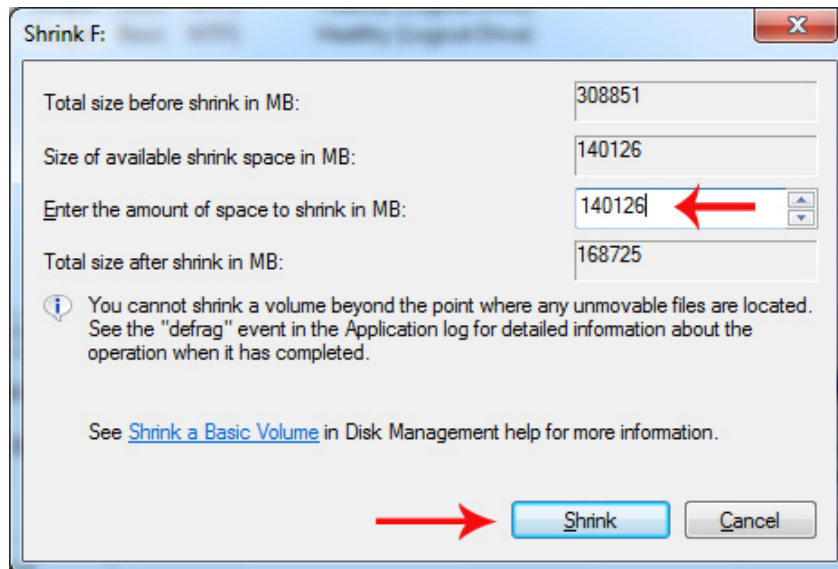 Shrink F:
Total size before shrink in MB: 308851
Size of available shrink space in MB: 140126
Enter the amount of space to shrink in MB: 140126
Total size after shrink in MB: 168725
You cannot shrink a volume beyond the point where any unmovable files are located.
See the "defrag" event in the Application log for detailed information about the
operation when it has completed.
See Shrink a Basic Volume in Disk Management help for more information.
Shrink Cancel